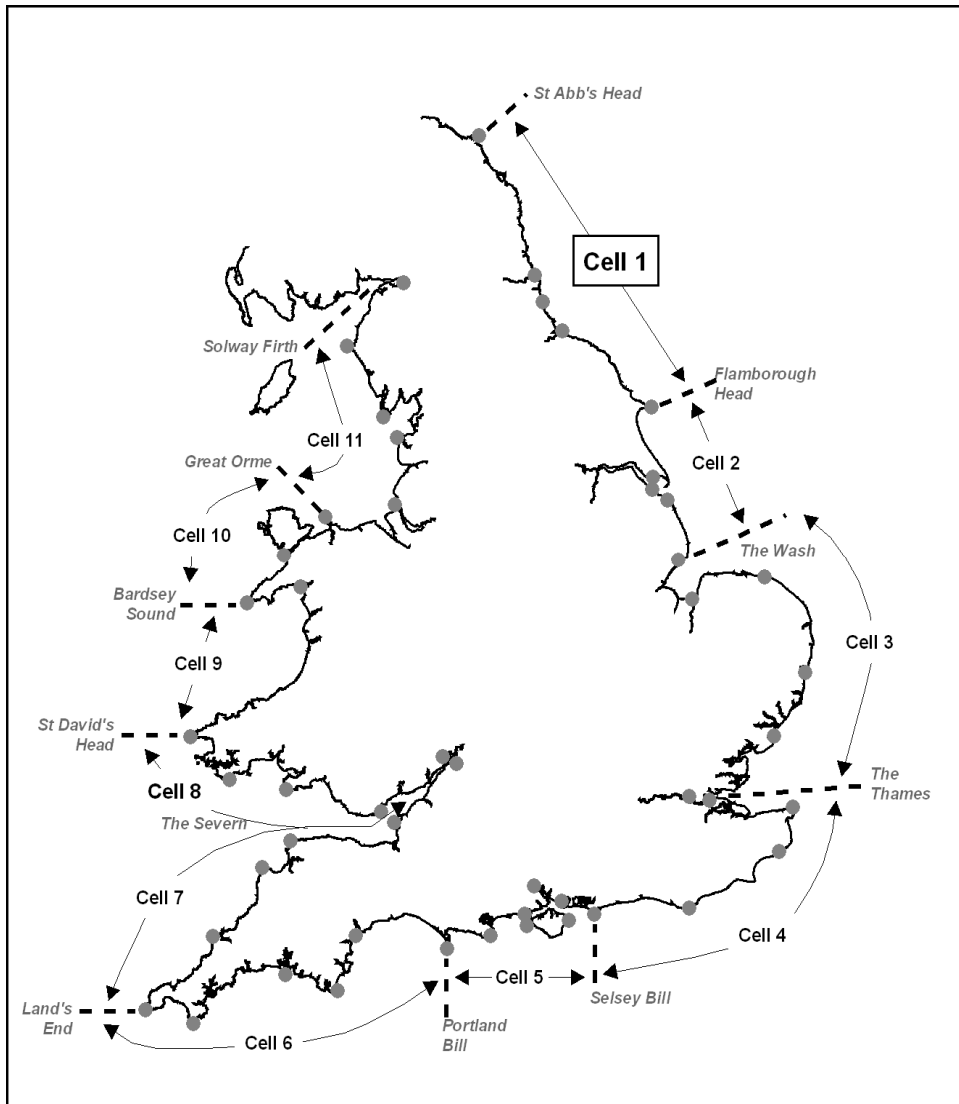 St Abb's Head
Cell 1
Solway Firth
Flamborough
Head
Cell 11
Great Orme
Cell 2
Cell 10
The Wash
Bardsey
Sound
Cell 3
Cell 9
St David's
Head
Cell 8
The
Thames
The Severn
Cell 7
Cell 4
Cell 5
Selsey Bill
Land's
End
Portland
Bill
Cell 6